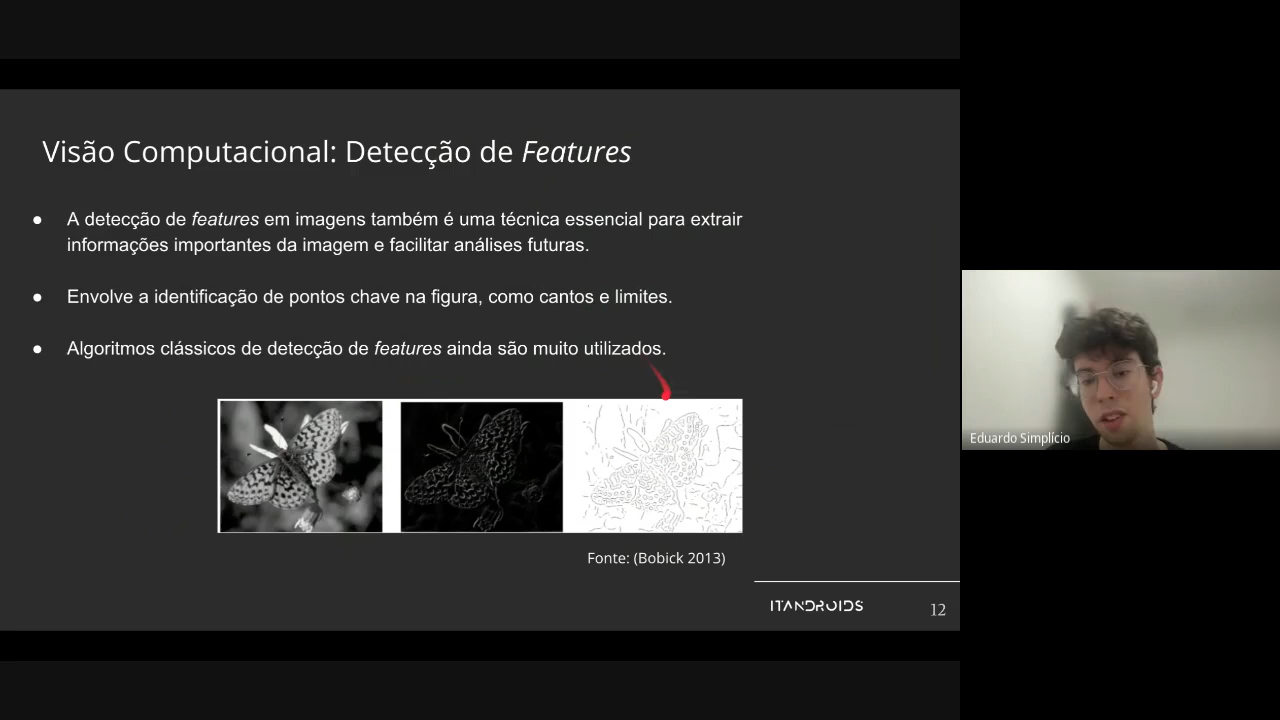 Visão Computacional: Detecção de Features
● A detecção de features em imagens também é uma técnica essencial para extrair
informações importantes da imagem e facilitar análises futuras.
● Envolve a identificação de pontos chave na figura, como cantos e limites.
● Algoritmos clássicos de detecção de features ainda são muito utilizados.
Fonte: (Bobick 2013)
ITANDROIDS
12
Eduardo Simplício